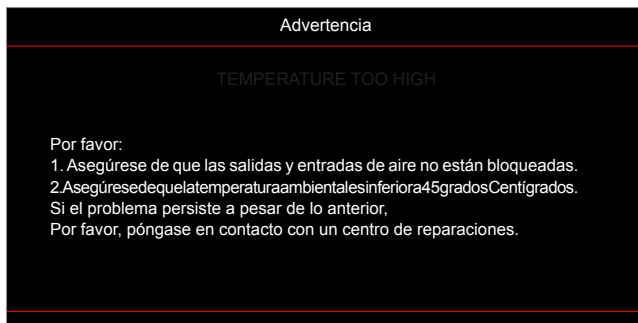 Advertencia
TEMPERATURE TOO HIGH
Por favor:
1. Asegúrese de que las salidas y entradas de aire no están bloqueadas.
2.Asegúresedequelatemperaturaambientalesinferiora45gradosCentígrados.
Si el problema persiste a pesar de lo anterior,
Por favor, póngase en contacto con un centro de reparaciones.